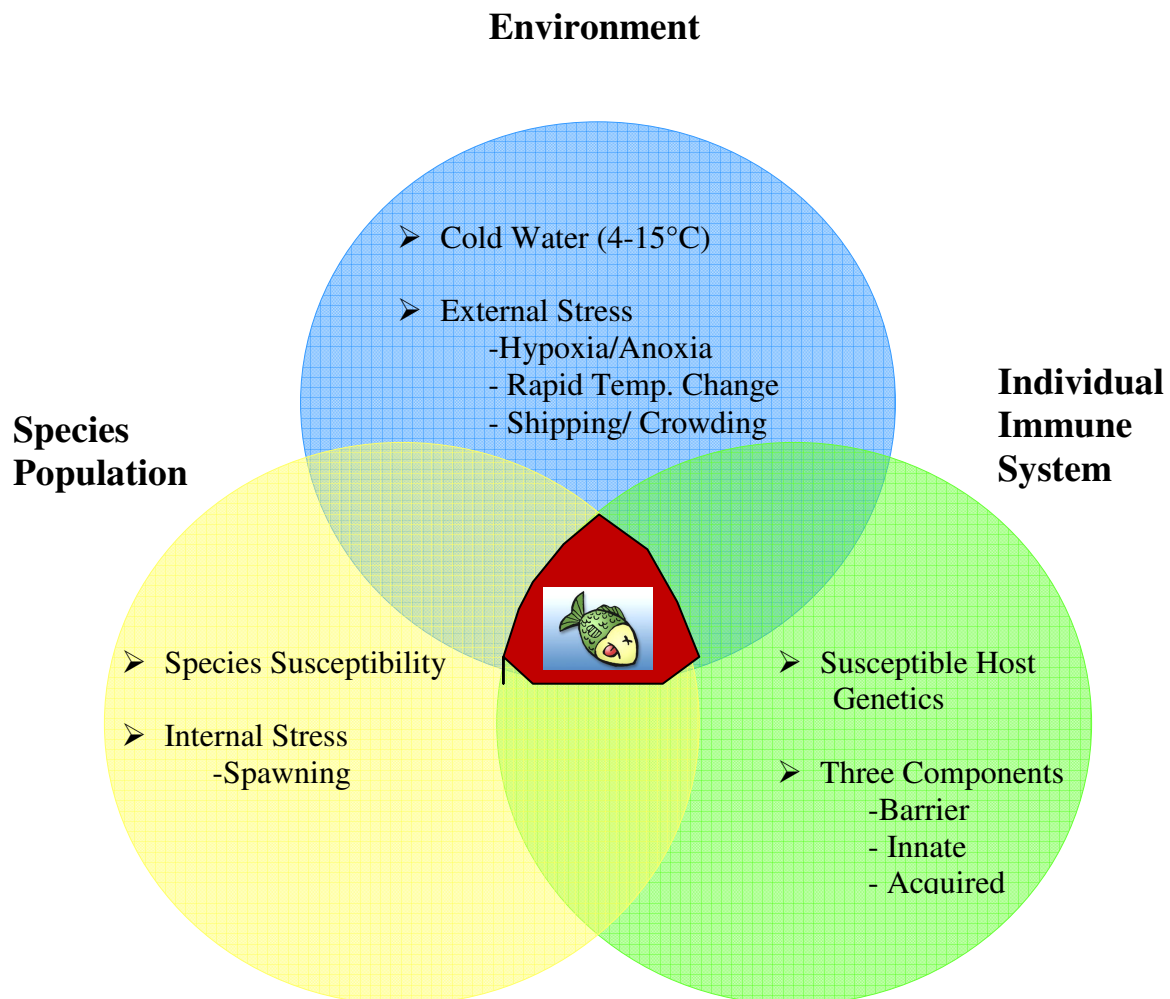 Environment
➢ Cold Water (4-15°C)
➢ External Stress
-Hypoxia/Anoxia
- Rapid Temp. Change
- Shipping/ Crowding
Species
Population
Individual
Immune
System
➢ Species Susceptibility
➢ Internal Stress
-Spawning
➢ Susceptible Host
Genetics
➢ Three Components
-Barrier
- Innate
- Acquired